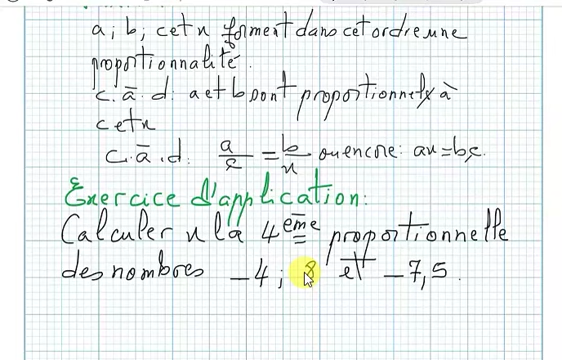 a; b; c et x forment dans cet ordre une
proportionnalité.
c.à.d: a et b sont proportionnels à
c et x
c.à.d: a/c = b/x ou encore: ax=bc.
Exercice d'application:
Calculer x la 4ème proportionnelle
des nombres -4; 8 et -7,5.